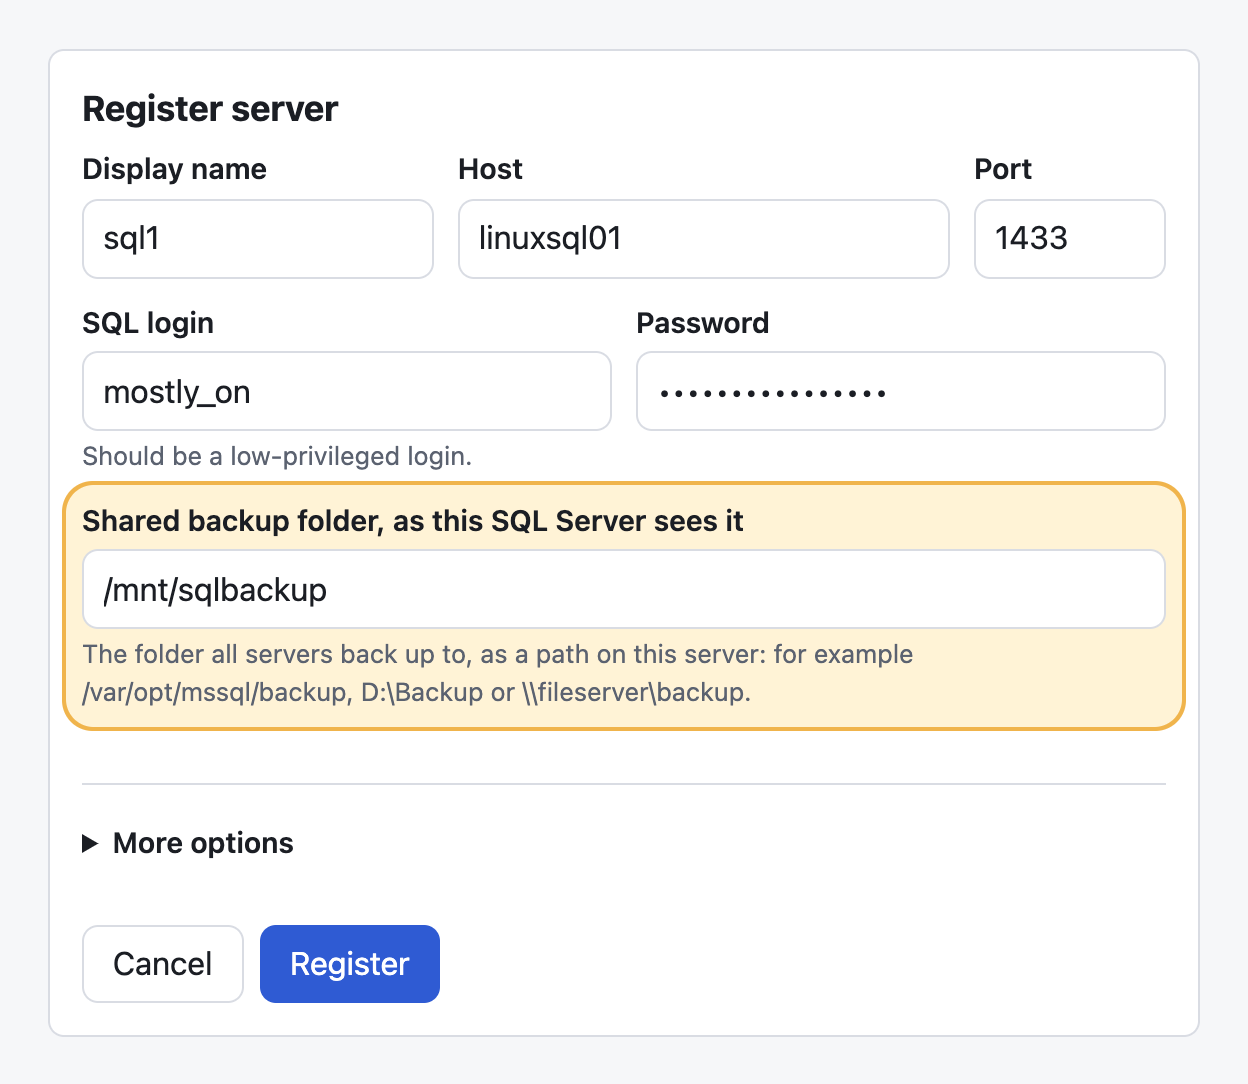 Register server
Display name
Host
Port
sql1
linuxsql01
1433
SQL login
Password
mostly_on
••••••••••••••••
Should be a low-privileged login.
Shared backup folder, as this SQL Server sees it
/mnt/sqlbackup
The folder all servers back up to, as a path on this server: for example
/var/opt/mssql/backup, D:\Backup or \\fileserver\backup.
More options
Cancel
Register